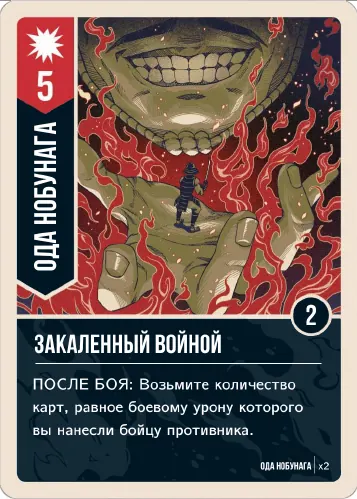 5
ОДА НОБУНАГА
2
ЗАКАЛЕННЫЙ ВОЙНОЙ
ПОСЛЕ БОЯ: Возьмите количество
карт, равное боевому урону которого
вы нанесли бойцу противника.
ОДА НОБУНАГА | x2